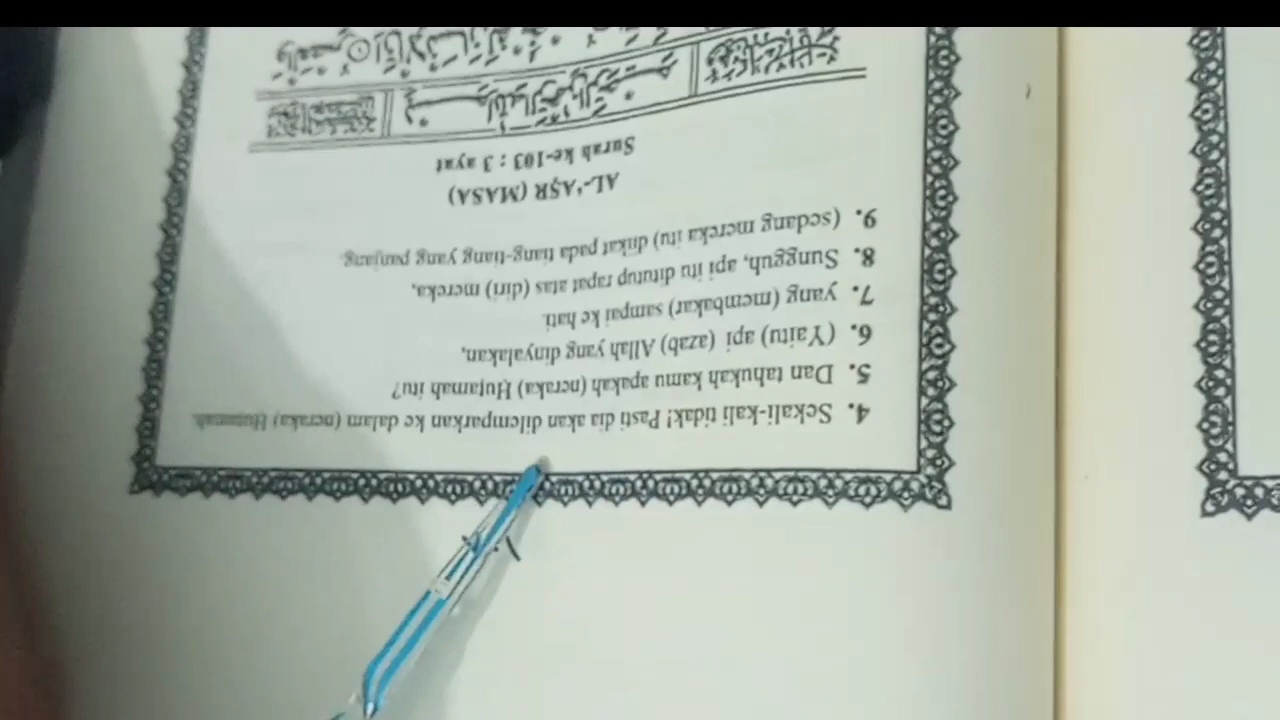 4. Sekali-kali tidak! Pasti dia akan dilemparkan ke dalam (neraka) Ḥuṭamah.
5. Dan tahukah kamu apakah (neraka) Ḥuṭamah itu?
6. (Yaitu) api (azab) Allah yang dinyalakan,
7. yang (membakar) sampai ke hati.
8. Sungguh, api itu ditutup rapat atas (diri) mereka,
9. (sedang mereka itu) diikat pada tiang-tiang yang panjang.
AL-'AṢR (MASA)
Surah ke-103 : 3 ayat